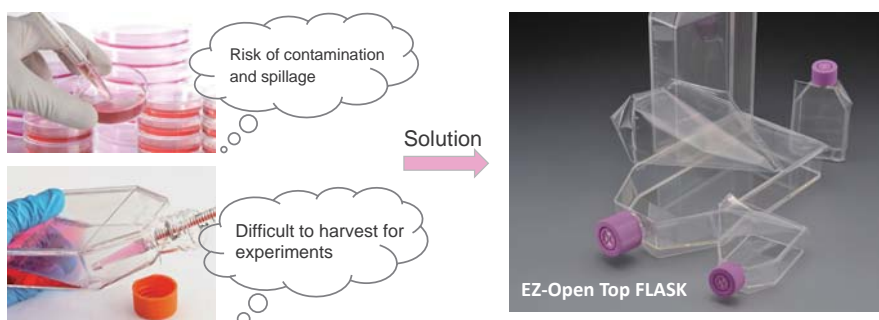 Risk of contamination
and spillage
Solution
Difficult to harvest for
experiments
EZ-Open Top FLASK